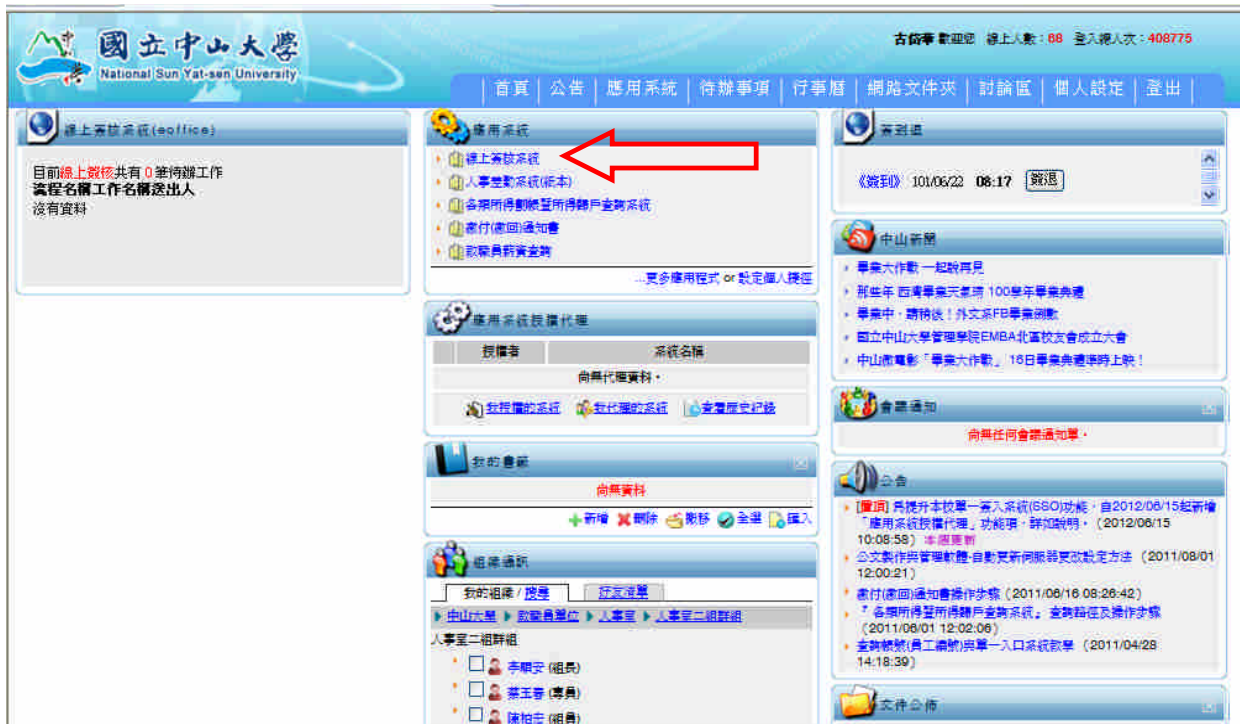 國立中山大學
National Sun Yat-sen University
歡迎您 線上人數：68 登入總人次：408775
首頁 | 公告 | 應用系統 | 待辦事項 | 行事曆 | 網路文件夾 | 討論區 | 個人設定 | 登出
線上簽核系統(eoffice)
目前線上簽核共有 0 筆待辦工作
流程名稱工作名稱送出人
沒有資料
應用系統
線上簽核系統
人事差勤系統(紙本)
各類所得劃帳暨所得歸戶查詢系統
繳付(繳回)通知書
教職員薪資查詢
...更多應用程式 or 設定個人捷徑
應用系統授權代理
授權者 系統名稱
尚無代理資料。
我授權的系統 我代理的系統 查看歷史紀錄
我的書籤
尚無資料
新增 刪除 搬移 全選 匯入
組織通訊
我的組織 / 搜尋 好友清單
中山大學 人事室 人事室二組群組
人事室二組群組
(組長)
(專員)
(組員)
簽到退
《簽到》 101/06/22 08:17 簽退
中山新聞
畢業大作戰 一起說再見
那些年 西灣畢業天氣晴 100學年畢業典禮
畢業中，請稍後！外文系FB畢業倒數
國立中山大學管理學院EMBA北區校友會成立大會
中山微電影「畢業大作戰」 16日畢業典禮準時上映！
會議通知
尚無任何會議通知單。
公告
[置頂] 為提升本校單一簽入系統(SSO)功能，自2012/06/15起新增
「應用系統授權代理」功能項，詳如說明。 (2012/06/15
10:08:58) 本週更新
公文製作與管理軟體-自動更新伺服器更改設定方法 (2011/08/01
12:00:21)
繳付(繳回)通知書操作步驟 (2011/06/16 08:26:42)
『 各類所得暨所得歸戶查詢系統』 查詢路徑及操作步驟
(2011/06/01 12:02:06)
查詢帳號(員工編號)與單一入口系統教學 (2011/04/28
14:18:39)
文件公佈